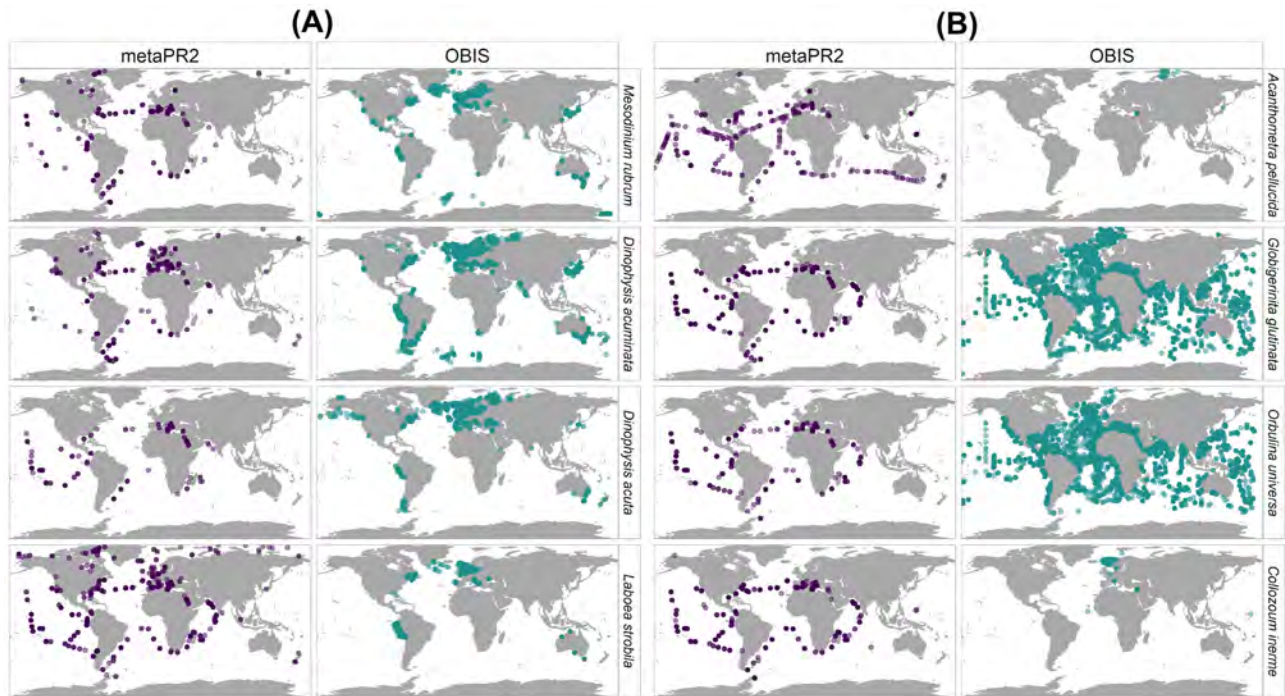 (A)
(B)
metaPR2
OBIS
metaPR2
OBIS
Mesodinium rubrum
Acanthometra pellucida
Dinophysis acuminata
Globigerinita glutinata
Dinophysis acuta
Orbulina universa
Laboea strobila
Collozoum inerme